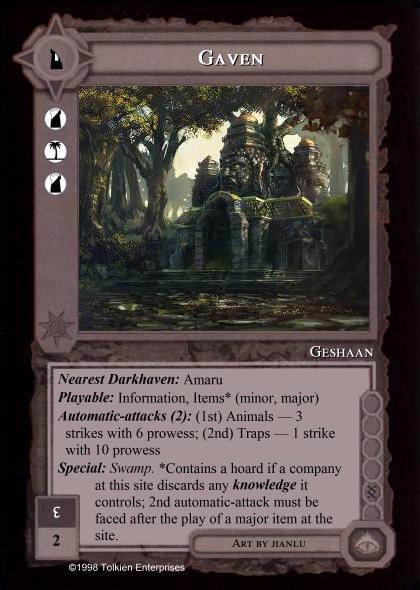 GAVEN
GESHAAN
Nearest Darkhaven: Amaru
Playable: Information, Items* (minor, major)
Automatic-attacks (2): (1st) Animals — 3
strikes with 6 prowess; (2nd) Traps — 1 strike
with 10 prowess
Special: Swamp. *Contains a hoard if a company
at this site discards any knowledge it
controls; 2nd automatic-attack must be
faced after the play of a major item at the
site.
ε
2
ART BY JIANLU
©1998 Tolkien Enterprises